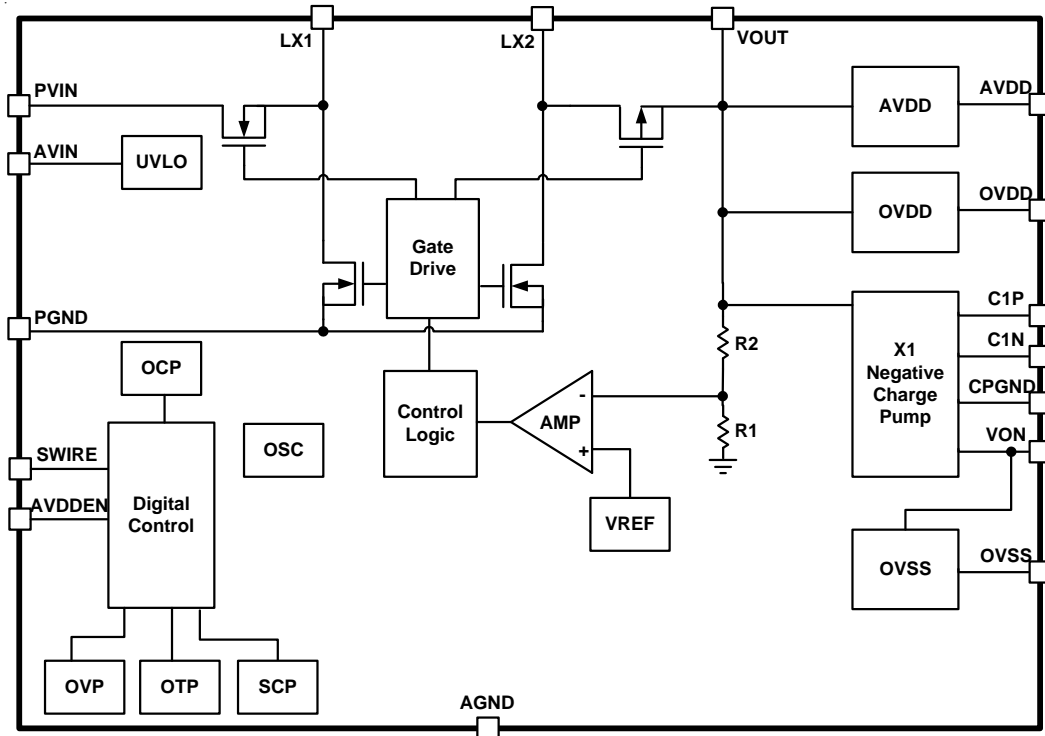 LX1
LX2
VOUT
PVIN
AVDD
AVDD
AVIN
UVLO
OVDD
OVDD
Gate
Drive
PGND
C1P
C1N
CPGND
VON
X1
Negative
Charge
Pump
R2
OCP
Control
Logic
-
AMP
+
R1
OSC
SWIRE
AVDDEN
Digital
Control
VREF
OVSS
OVSS
OVP
OTP
SCP
AGND